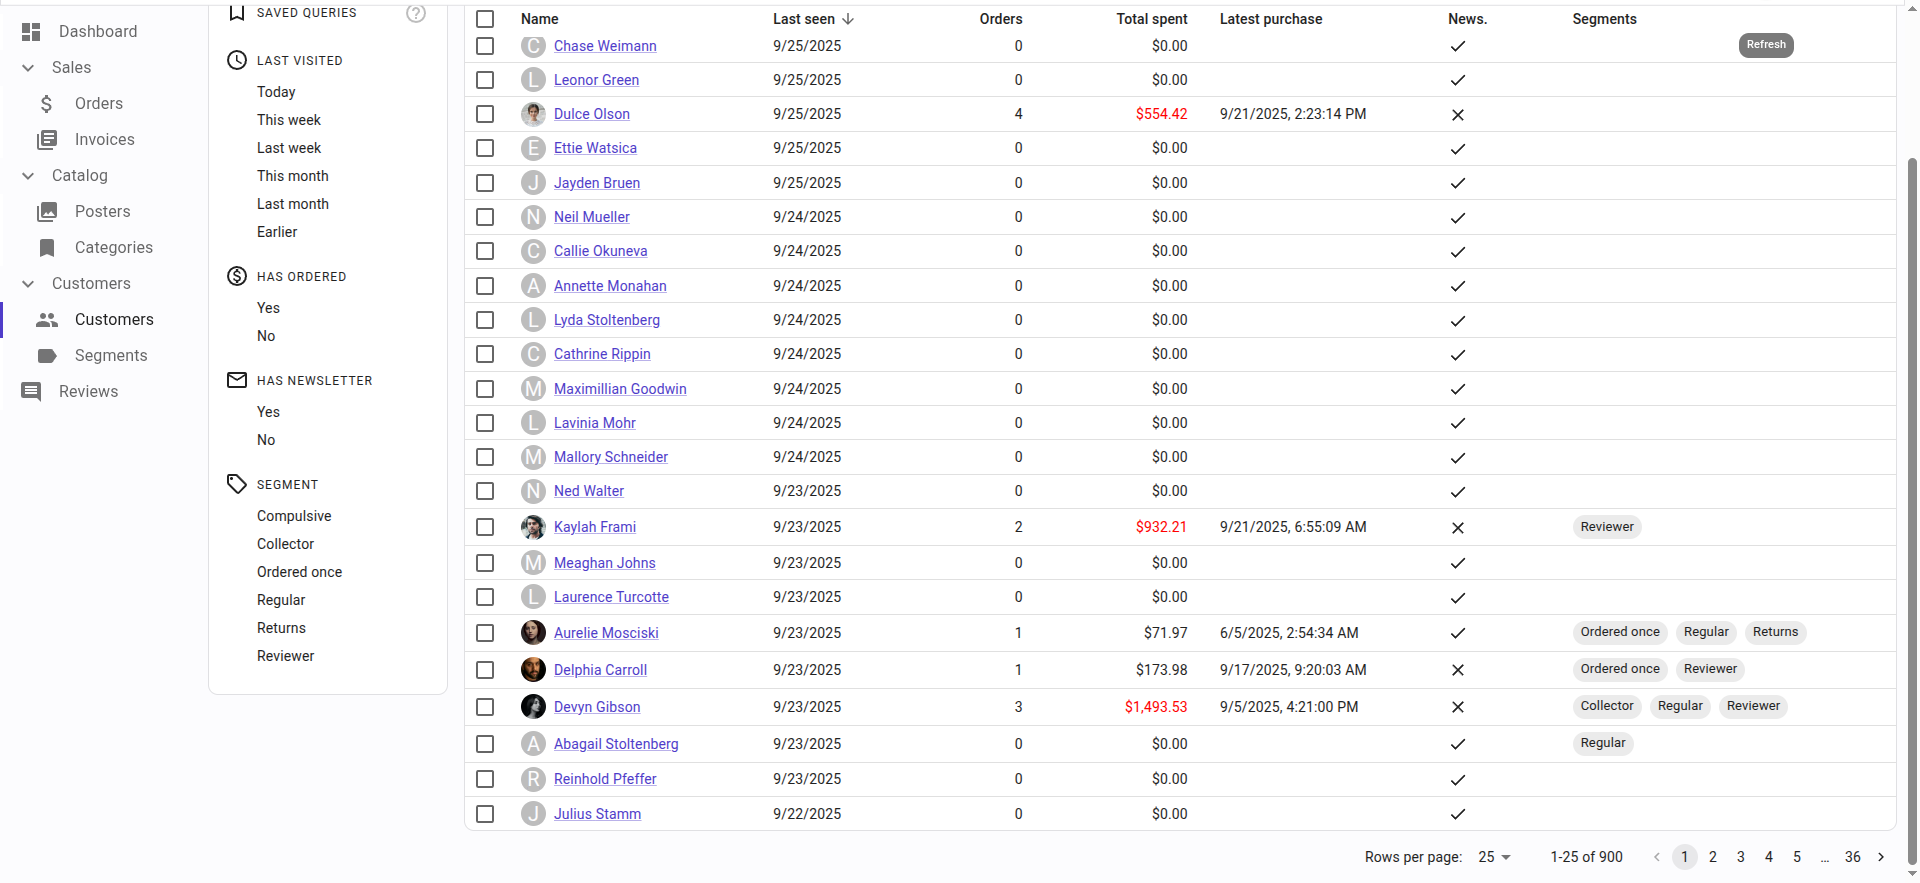 Dashboard
Sales
Orders
Invoices
Catalog
Posters
Categories
Customers
Customers
Segments
Reviews
SAVED QUERIES
LAST VISITED
Today
This week
Last week
This month
Last month
Earlier
HAS ORDERED
Yes
No
HAS NEWSLETTER
Yes
No
SEGMENT
Compulsive
Collector
Ordered once
Regular
Returns
Reviewer
Name Last seen Orders Total spent Latest purchase News. Segments
C Chase Weimann 9/25/2025 0 $0.00
Refresh
L Leonor Green 9/25/2025 0 $0.00
Dulce Olson 9/25/2025 4 $554.42 9/21/2025, 2:23:14 PM
E Ettie Watsica 9/25/2025 0 $0.00
J Jayden Bruen 9/25/2025 0 $0.00
N Neil Mueller 9/24/2025 0 $0.00
C Callie Okuneva 9/24/2025 0 $0.00
A Annette Monahan 9/24/2025 0 $0.00
L Lyda Stoltenberg 9/24/2025 0 $0.00
C Cathrine Rippin 9/24/2025 0 $0.00
M Maximillian Goodwin 9/24/2025 0 $0.00
L Lavinia Mohr 9/24/2025 0 $0.00
M Mallory Schneider 9/24/2025 0 $0.00
N Ned Walter 9/23/2025 0 $0.00
Kaylah Frami 9/23/2025 2 $932.21 9/21/2025, 6:55:09 AM Reviewer
M Meaghan Johns 9/23/2025 0 $0.00
L Laurence Turcotte 9/23/2025 0 $0.00
Aurelie Mosciski 9/23/2025 1 $71.97 6/5/2025, 2:54:34 AM Ordered once Regular Returns
Delphia Carroll 9/23/2025 1 $173.98 9/17/2025, 9:20:03 AM Ordered once Reviewer
Devyn Gibson 9/23/2025 3 $1,493.53 9/5/2025, 4:21:00 PM Collector Regular Reviewer
A Abagail Stoltenberg 9/23/2025 0 $0.00 Regular
R Reinhold Pfeffer 9/23/2025 0 $0.00
J Julius Stamm 9/22/2025 0 $0.00
Rows per page: 25 1-25 of 900 1 2 3 4 5 … 36